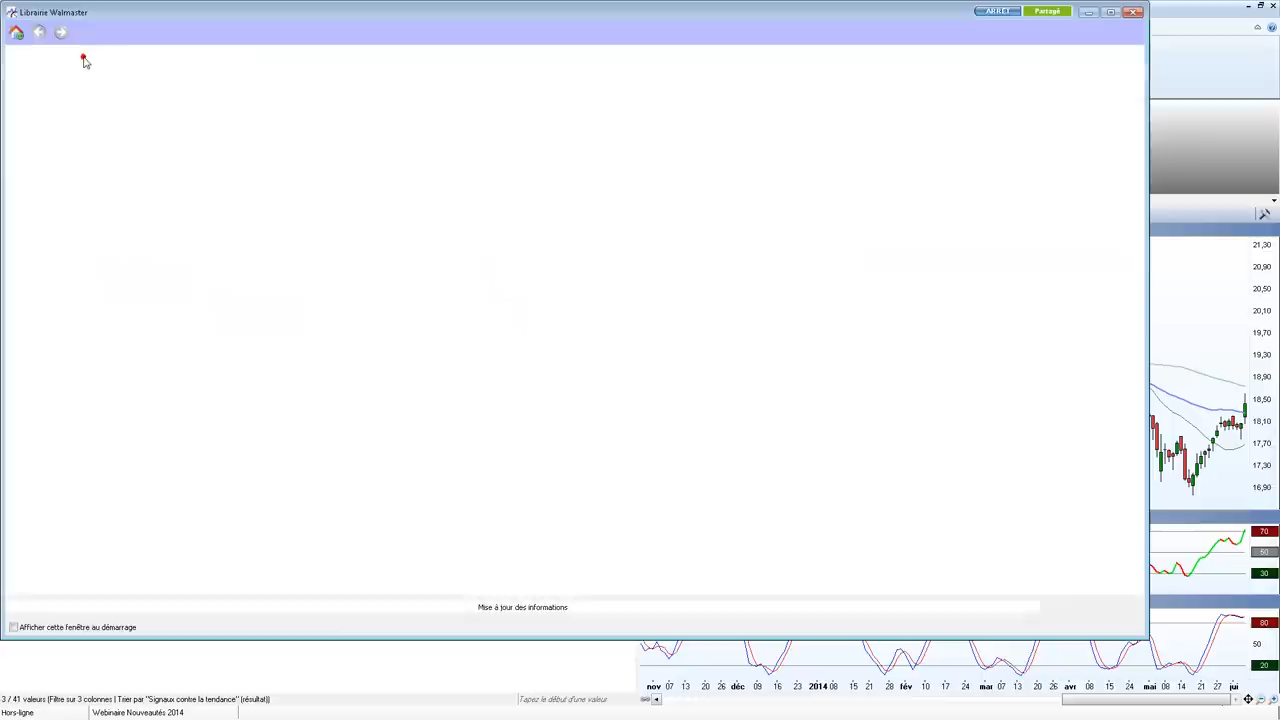 Librairie Walmaster
ARRET
Partagé
21,30
20,90
20,50
20,10
19,70
19,30
18,90
18,50
18,10
17,70
17,30
16,90
70
50
30
80
50
20
Mise à jour des informations
Afficher cette fenêtre au démarrage
nov 07 13 20 26 déc 09 16 23 2014 08 15 21 28 fév 09 18 24 mar 07 13 20 26 avr 09 15 24 mai 08 14 21 27 jui
3 / 41 valeurs (Filtre sur 3 colonnes | Trier par "Signaux contre la tendance" (résultat))
Tapez le début d'une valeur
Hors-ligne
Webinaire Nouveautés 2014